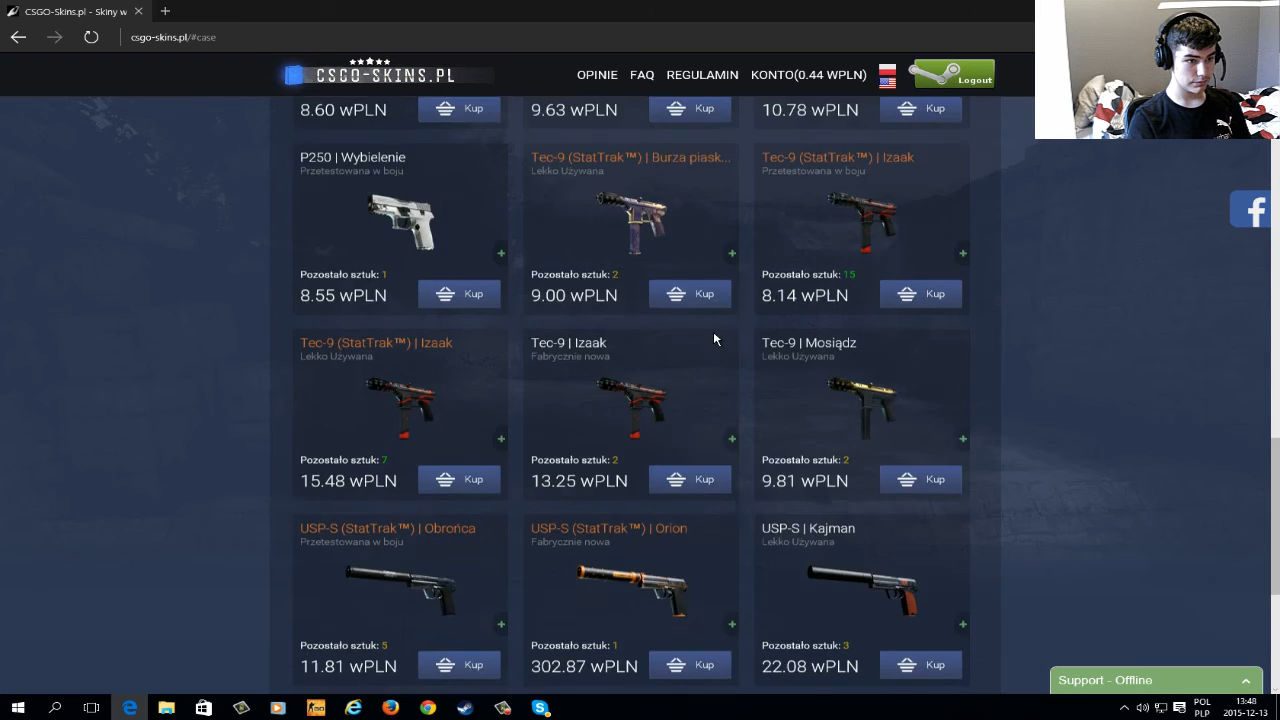 CSGO-Skins.pl - Skiny w
csgo-skins.pl/#case
CSGO-SKINS.PL
OPINIE FAQ REGULAMIN KONTO(0.44 WPLN)
Logout
8.60 wPLN Kup 9.63 wPLN Kup 10.78 wPLN Kup
P250 | Wybielenie
Przetestowana w boju
Pozostało sztuk: 1
8.55 wPLN Kup
Tec-9 (StatTrak™) | Burza piask...
Lekko Używana
Pozostało sztuk: 2
9.00 wPLN Kup
Tec-9 (StatTrak™) | Izaak
Przetestowana w boju
Pozostało sztuk: 15
8.14 wPLN Kup
Tec-9 (StatTrak™) | Izaak
Lekko Używana
Pozostało sztuk: 7
15.48 wPLN Kup
Tec-9 | Izaak
Fabrycznie nowa
Pozostało sztuk: 2
13.25 wPLN Kup
Tec-9 | Mosiądz
Lekko Używana
Pozostało sztuk: 2
9.81 wPLN Kup
USP-S (StatTrak™) | Obrońca
Przetestowana w boju
Pozostało sztuk: 5
11.81 wPLN Kup
USP-S (StatTrak™) | Orion
Fabrycznie nowa
Pozostało sztuk: 1
302.87 wPLN Kup
USP-S | Kajman
Lekko Używana
Pozostało sztuk: 3
22.08 wPLN Kup
Support - Offline
POL 13:48
PLP 2015-12-13